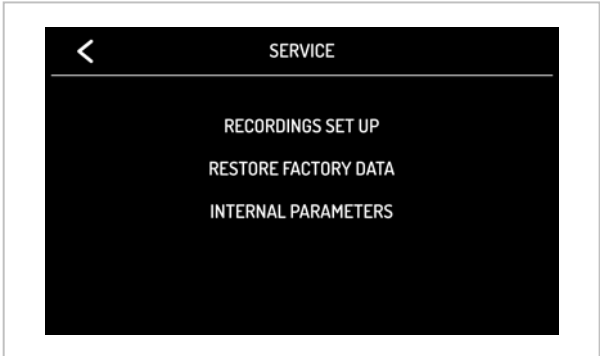 SERVICE
RECORDINGS SET UP
RESTORE FACTORY DATA
INTERNAL PARAMETERS